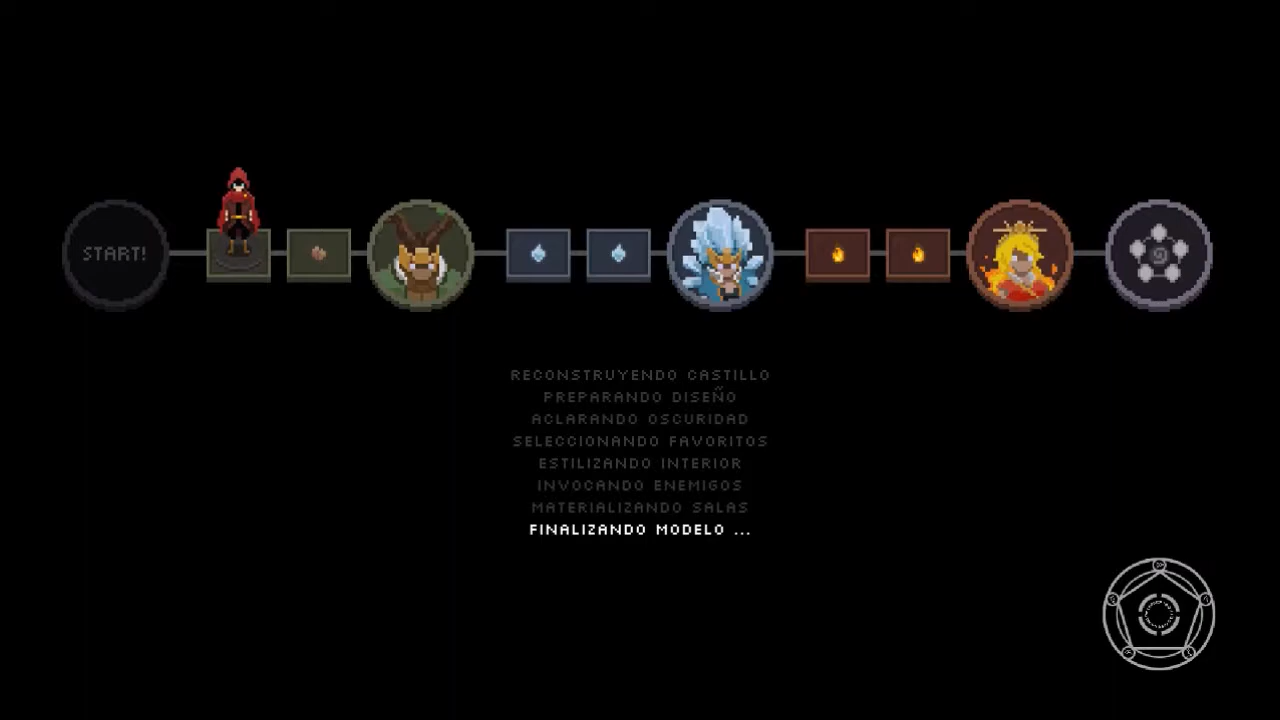 START!
RECONSTRUYENDO CASTILLO
PREPARANDO DISEÑO
ACLARANDO OSCURIDAD
SELECCIONANDO FAVORITOS
ESTILIZANDO INTERIOR
INVOCANDO ENEMIGOS
MATERIALIZANDO SALAS
FINALIZANDO MODELO ...